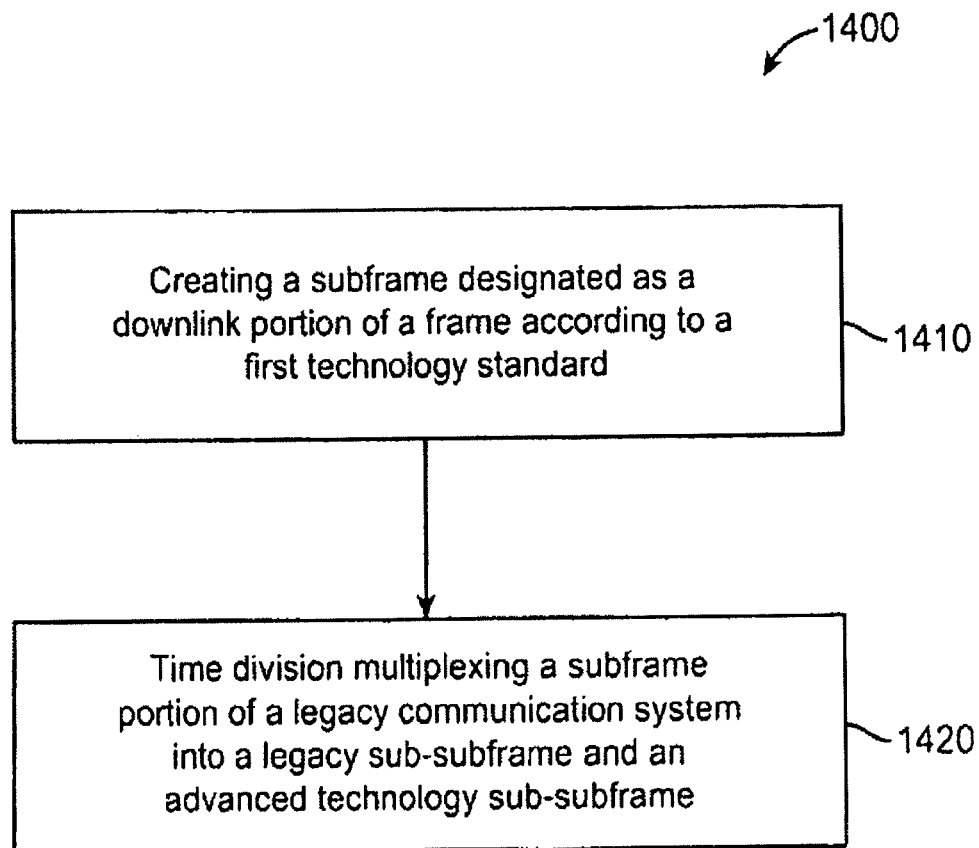 1400
Creating a subframe designated as a
downlink portion of a frame according to a
first technology standard
1410
Time division multiplexing a subframe
portion of a legacy communication system
into a legacy sub-subframe and an
advanced technology sub-subframe
1420